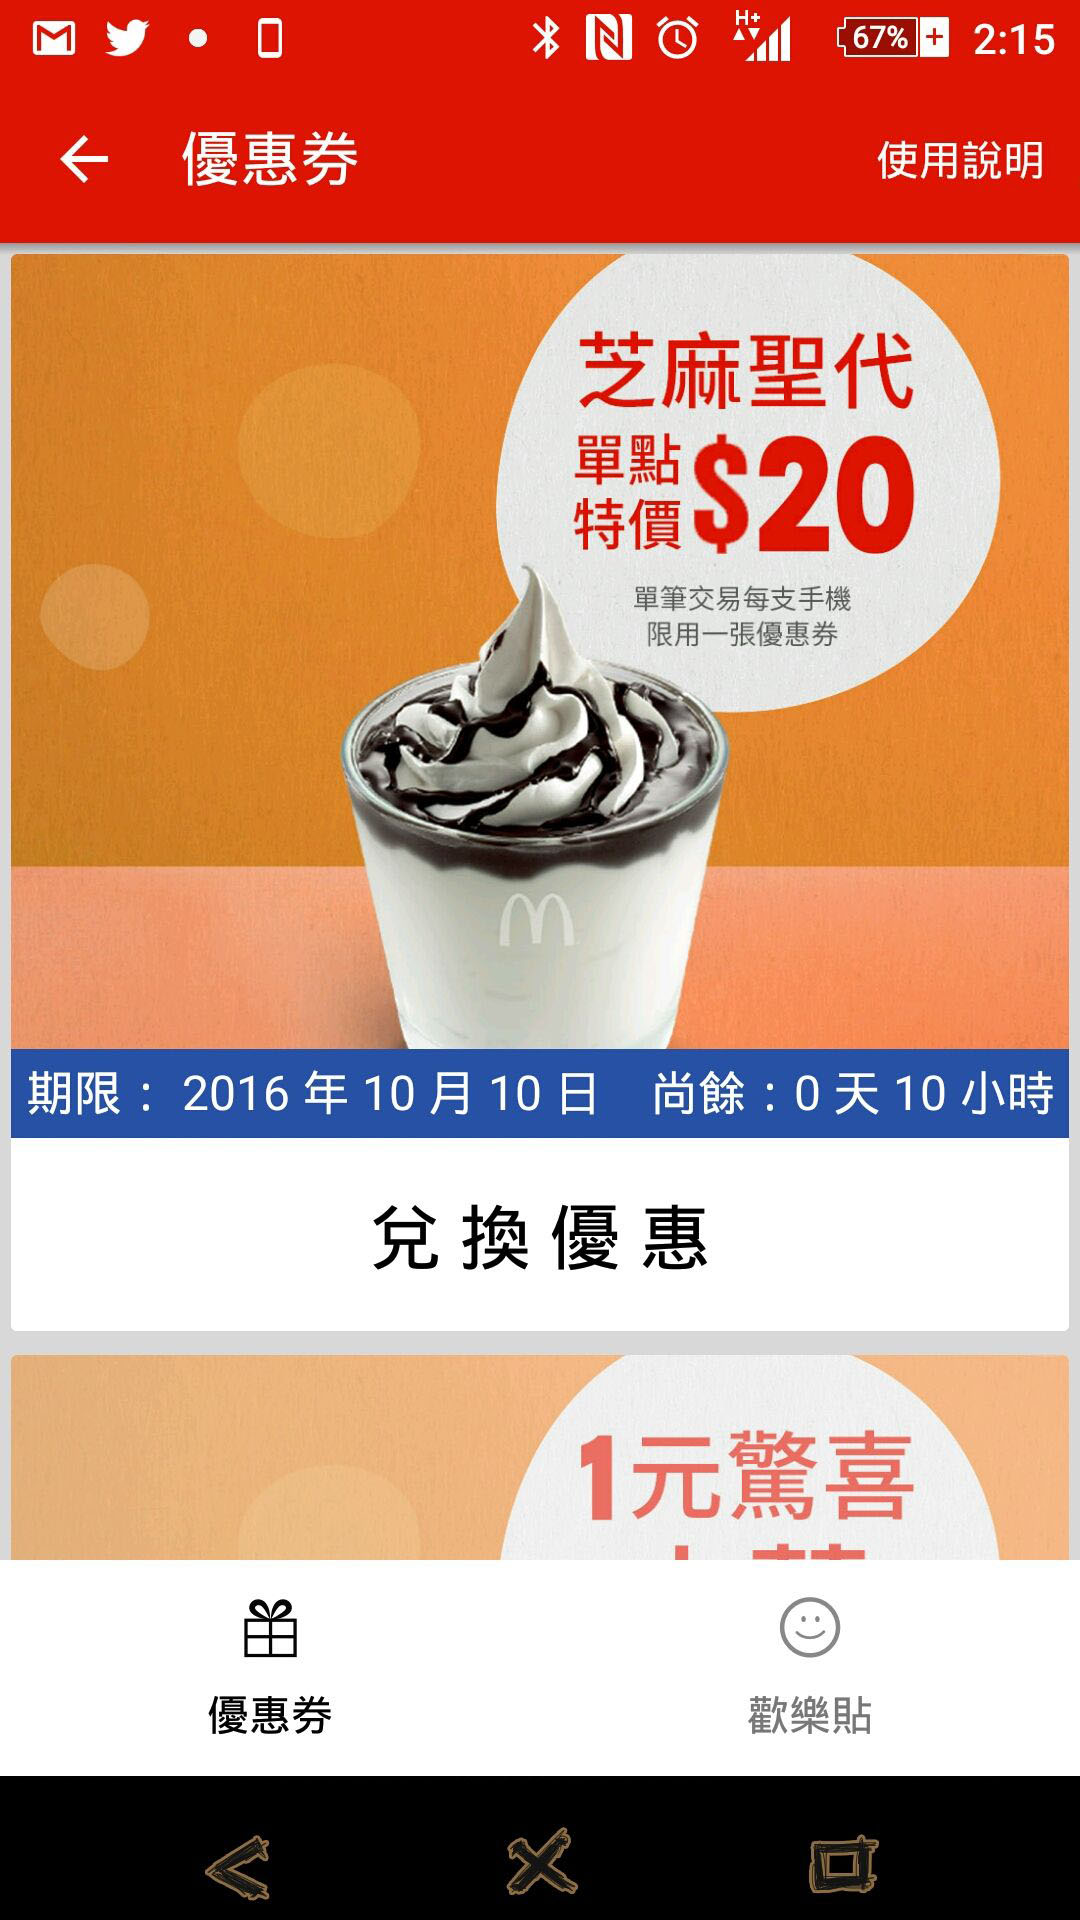 H+
67%
2:15
優惠券
使用說明
芝麻聖代
單點
特價
$20
單筆交易每支手機
限用一張優惠券
期限： 2016 年 10 月 10 日
尚餘：0 天 10 小時
兌換優惠
1元驚喜
優惠券
歡樂貼